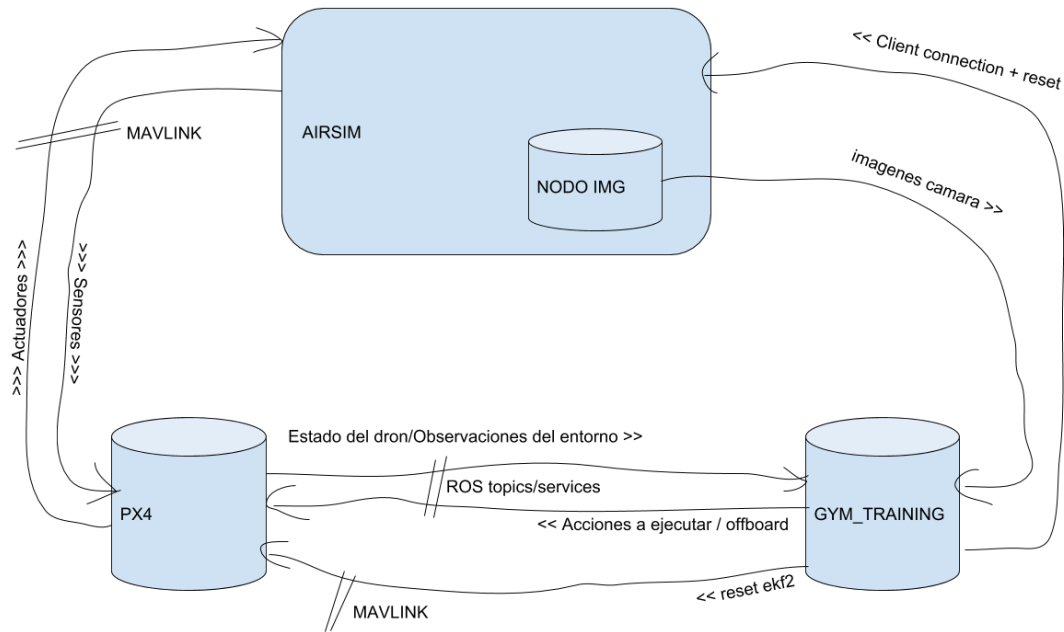 << Client connection + reset
MAVLINK
AIRSIM
NODO IMG
imagenes camara >>
>>> Actuadores >>>
>>> Sensores >>>
Estado del dron/Observaciones del entorno >>
ROS topics/services
PX4
<< Acciones a ejecutar / offboard
GYM_TRAINING
<< reset ekf2
MAVLINK